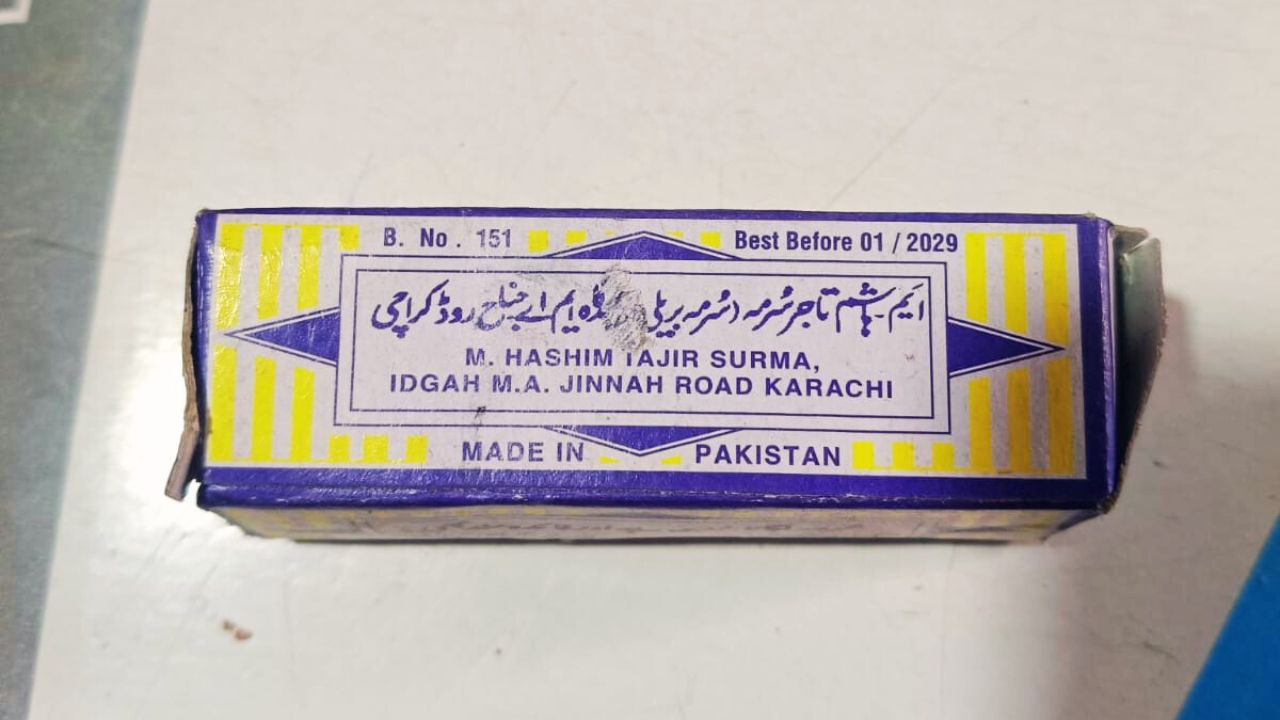 B. No. 151
Best Before 01 / 2029
ایم ہاشم تاجر سُرمہ (سُرمہ بریلی ایم اے جناح روڈ کراچی
M. HASHIM TAJIR SURMA,
IDGAH M.A. JINNAH ROAD KARACHI
MADE IN PAKISTAN